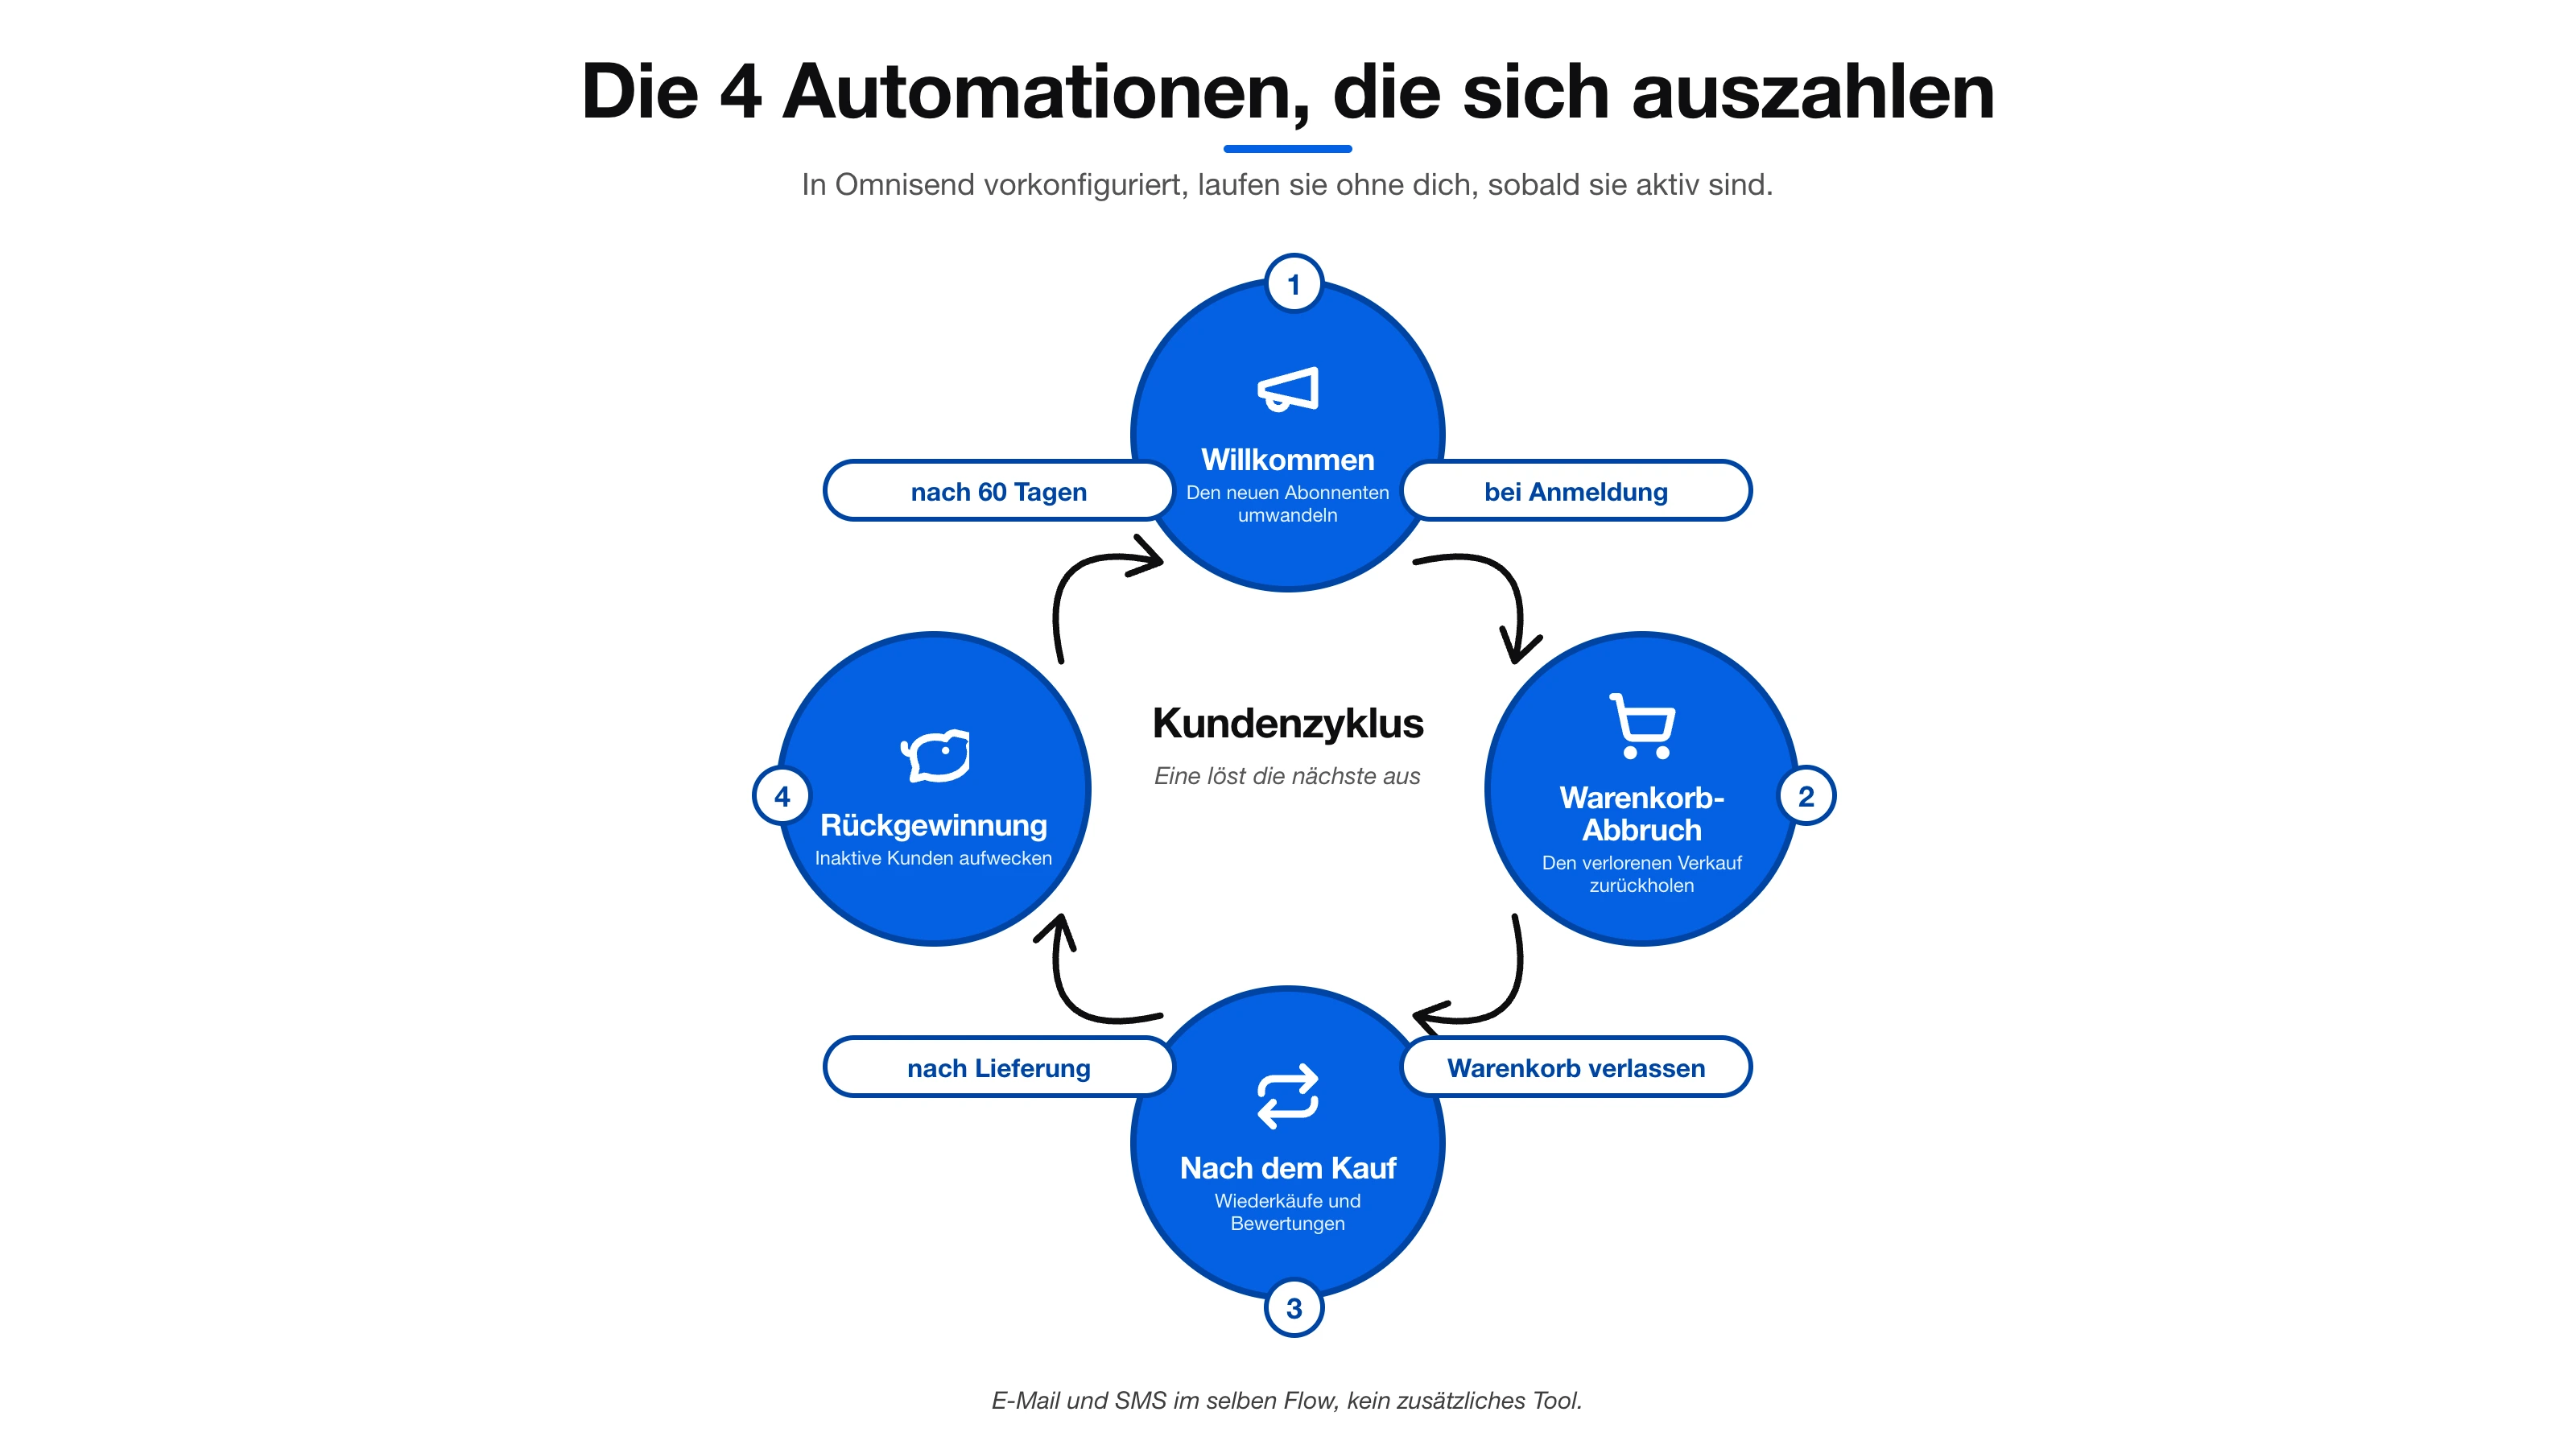 Die 4 Automationen, die sich auszahlen
In Omnisend vorkonfiguriert, laufen sie ohne dich, sobald sie aktiv sind.
1
Willkommen
Den neuen Abonnenten
umwandeln
nach 60 Tagen
bei Anmeldung
Kundenzyklus
Eine löst die nächste aus
4
Rückgewinnung
Inaktive Kunden aufwecken
Warenkorb-
Abbruch
Den verlorenen Verkauf
zurückholen
2
nach Lieferung
Warenkorb verlassen
Nach dem Kauf
Wiederkäufe und
Bewertungen
3
E-Mail und SMS im selben Flow, kein zusätzliches Tool.